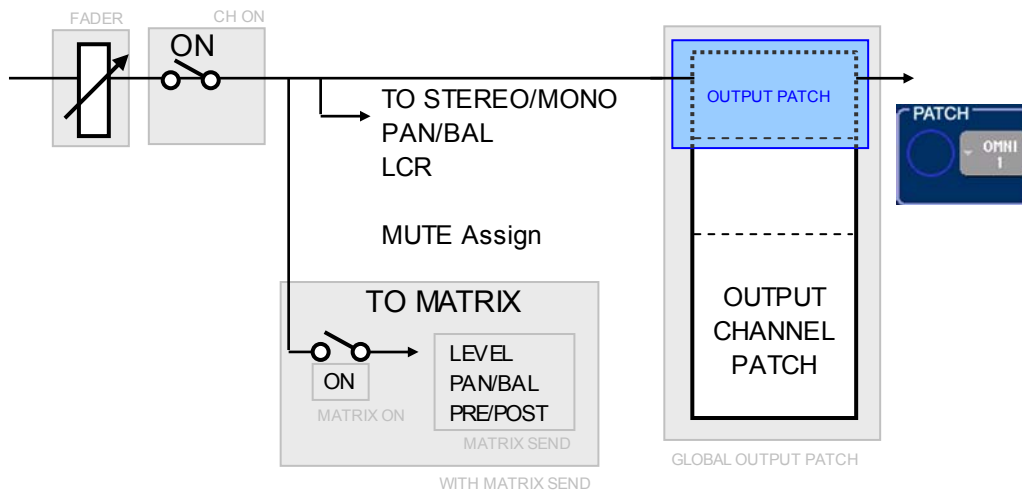 FADER
CH ON
ON
TO STEREO/MONO
PAN/BAL
LCR
MUTE Assign
OUTPUT PATCH
PATCH
OMNI
1
TO MATRIX
ON
MATRIX ON
LEVEL
PAN/BAL
PRE/POST
MATRIX SEND
WITH MATRIX SEND
OUTPUT
CHANNEL
PATCH
GLOBAL OUTPUT PATCH